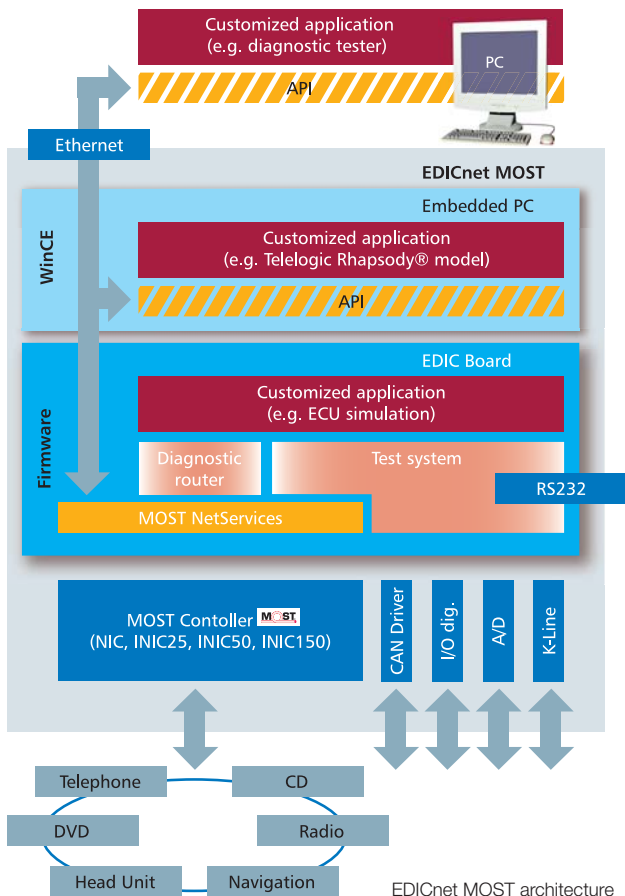 Customized application
(e.g. diagnostic tester)
PC
API
Ethernet
EDICnet MOST
Embedded PC
WinCE
Customized application
(e.g. Telelogic Rhapsody® model)
API
EDIC Board
Firmware
Customized application
(e.g. ECU simulation)
Diagnostic
router
Test system
RS232
MOST NetServices
MOST Contoller MOST
(NIC, INIC25, INIC50, INIC150)
CAN Driver
I/O dig.
A/D
K-Line
Telephone
CD
DVD
Radio
Head Unit
Navigation
EDICnet MOST architecture